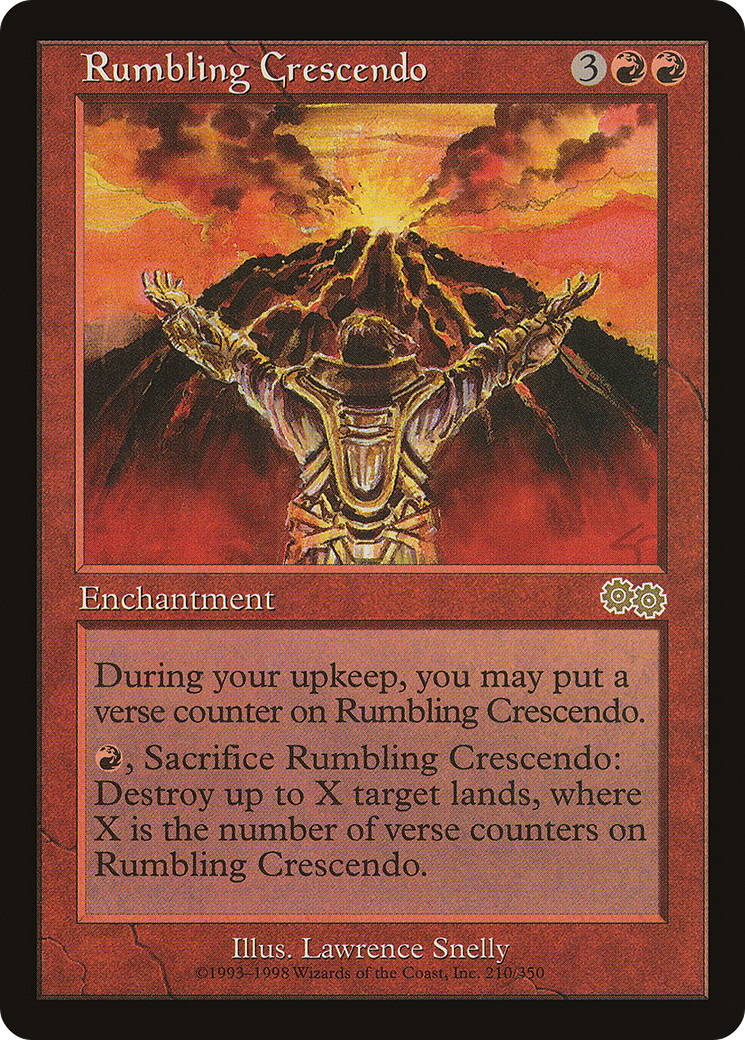 Rumbling Crescendo 3
Enchantment
During your upkeep, you may put a
verse counter on Rumbling Crescendo.
, Sacrifice Rumbling Crescendo:
Destroy up to X target lands, where
X is the number of verse counters on
Rumbling Crescendo.
Illus. Lawrence Snelly
©1993–1998 Wizards of the Coast, Inc. 210/350